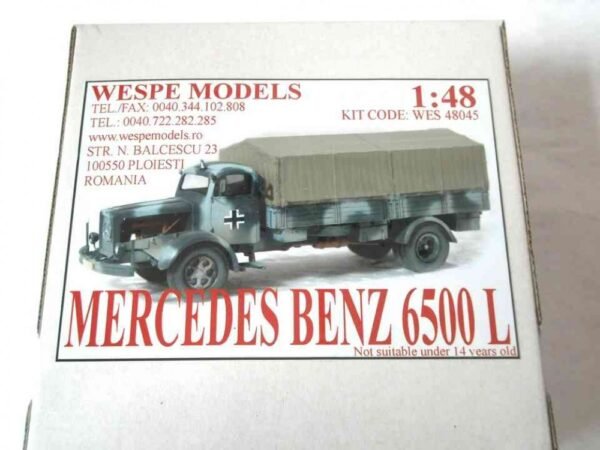 WESPE MODELS
TEL./FAX: 0040.344.102.808
TEL.: 0040.722.282.285
www.wespemodels.ro
STR. N. BALCESCU 23
100550 PLOIESTI
ROMANIA
1:48
KIT CODE: WES 48045
MERCEDES BENZ 6500 L
Not suitable under 14 years old